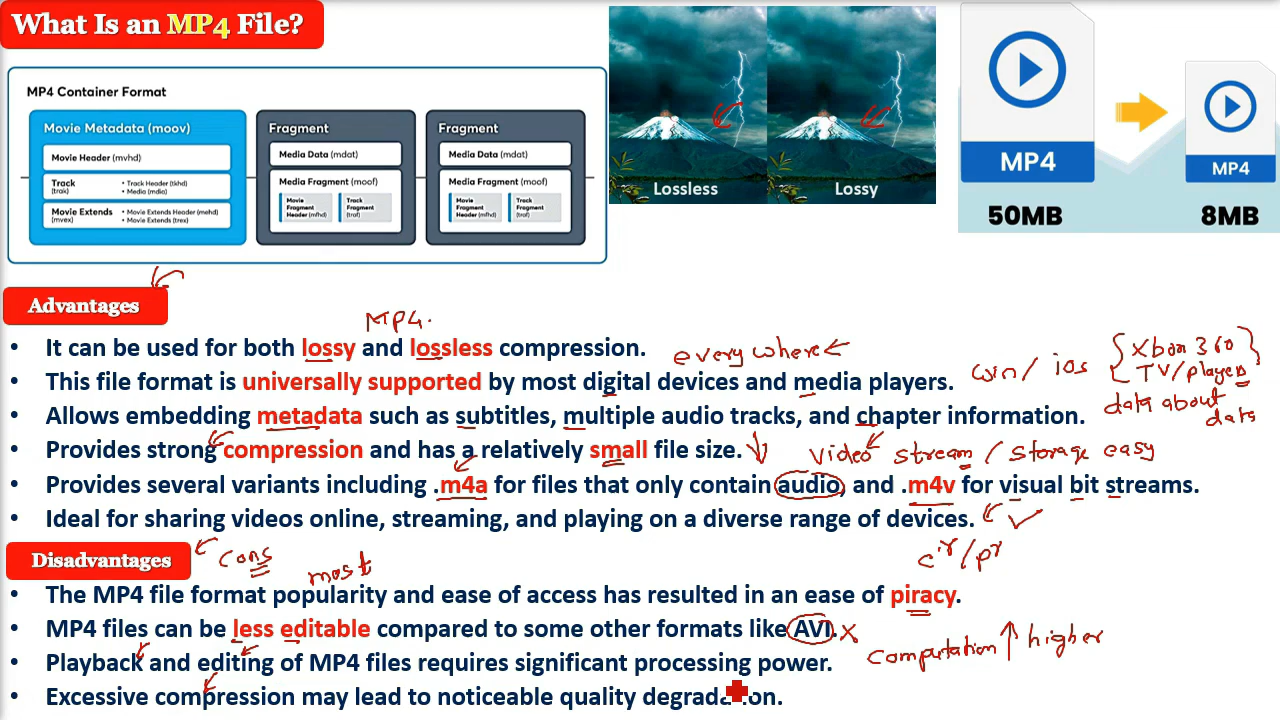 What Is an MP4 File?
MP4 Container Format
Movie Metadata (moov)
Movie Header (mvhd)
Track (trak)
• Track Header (tkhd)
• Media (mdia)
Movie Extends (mvex)
• Movie Extends Header (mehd)
• Movie Extends (trex)
Fragment
Media Data (mdat)
Media Fragment (moof)
Movie Fragment Header (mfhd)
Track Fragment (traf)
Fragment
Media Data (mdat)
Media Fragment (moof)
Movie Fragment Header (mfhd)
Track Fragment (traf)
Lossless
Lossy
MP4
50MB
MP4
8MB
Advantages
MP4.
• It can be used for both lossy and lossless compression.
every where
• This file format is universally supported by most digital devices and media players.
win / ios
Xbox 360
TV/players
• Allows embedding metadata such as subtitles, multiple audio tracks, and chapter information.
data about
data
• Provides strong compression and has a relatively small file size.
video stream / storage easy
• Provides several variants including .m4a for files that only contain audio, and .m4v for visual bit streams.
• Ideal for sharing videos online, streaming, and playing on a diverse range of devices.
Disadvantages
cons
most
• The MP4 file format popularity and ease of access has resulted in an ease of piracy.
• MP4 files can be less editable compared to some other formats like AVI.
computation higher
• Playback and editing of MP4 files requires significant processing power.
• Excessive compression may lead to noticeable quality degradation.